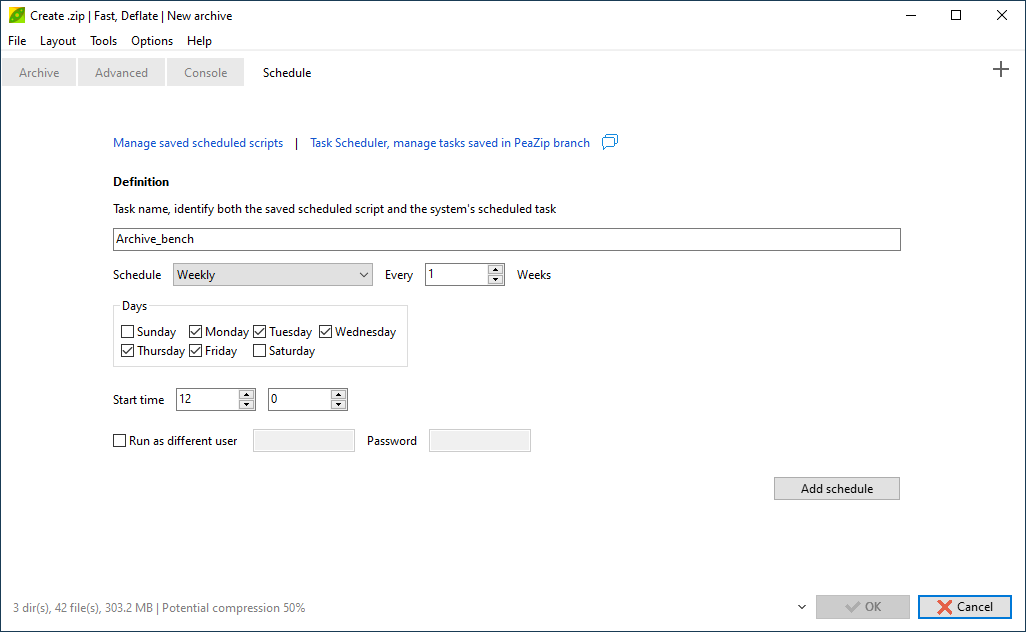 Create .zip | Fast, Deflate | New archive
File Layout Tools Options Help
Archive Advanced Console Schedule
Manage saved scheduled scripts | Task Scheduler, manage tasks saved in PeaZip branch
Definition
Task name, identify both the saved scheduled script and the system's scheduled task
Archive_bench
Schedule Weekly Every 1 Weeks
Days
Sunday Monday Tuesday Wednesday
Thursday Friday Saturday
Start time 12 0
Run as different user Password
Add schedule
3 dir(s), 42 file(s), 303.2 MB | Potential compression 50% OK Cancel